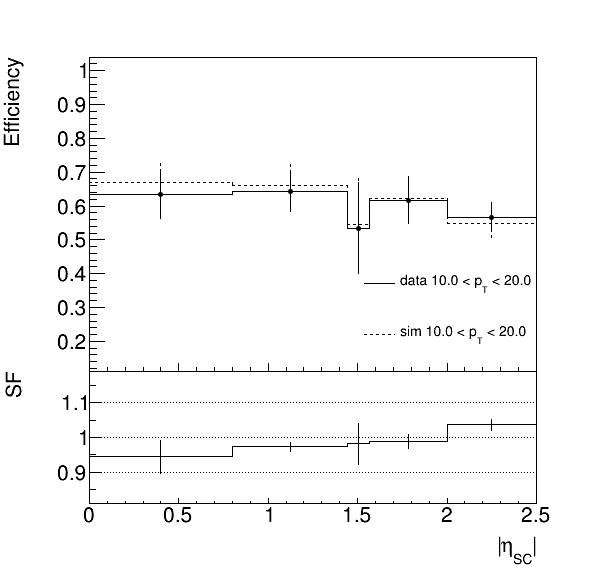 Efficiency
1
0.9
0.8
0.7
0.6
0.5
0.4
0.3
0.2
data 10.0 < p_T < 20.0
sim 10.0 < p_T < 20.0
SF
1.1
1
0.9
0 0.5 1 1.5 2 2.5
|η_SC|